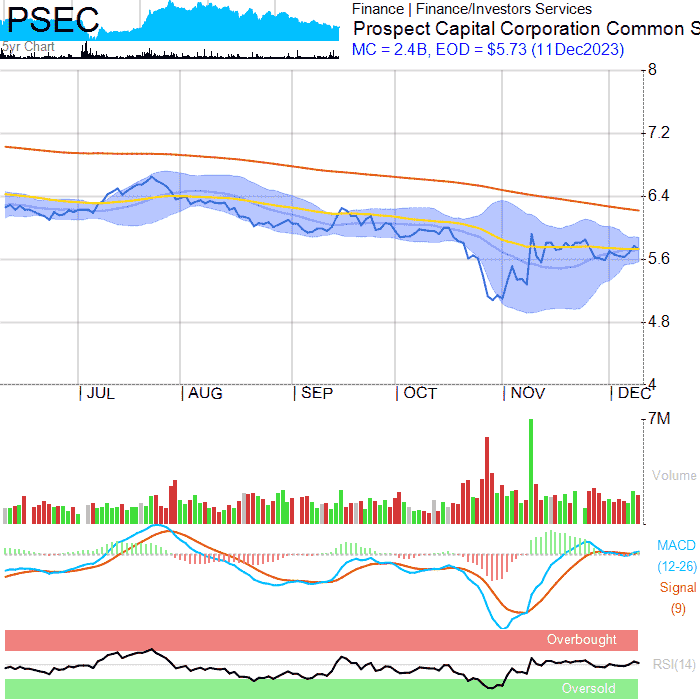 PSEC
5yr Chart
Finance | Finance/Investors Services
Prospect Capital Corporation Common S
MC = 2.4B, EOD = $5.73 (11Dec2023)
8
7.2
6.4
5.6
4.8
4
| JUL | AUG | SEP | OCT | NOV | DEC
7M
Volume
MACD
(12-26)
Signal
(9)
Overbought
RSI(14)
Oversold